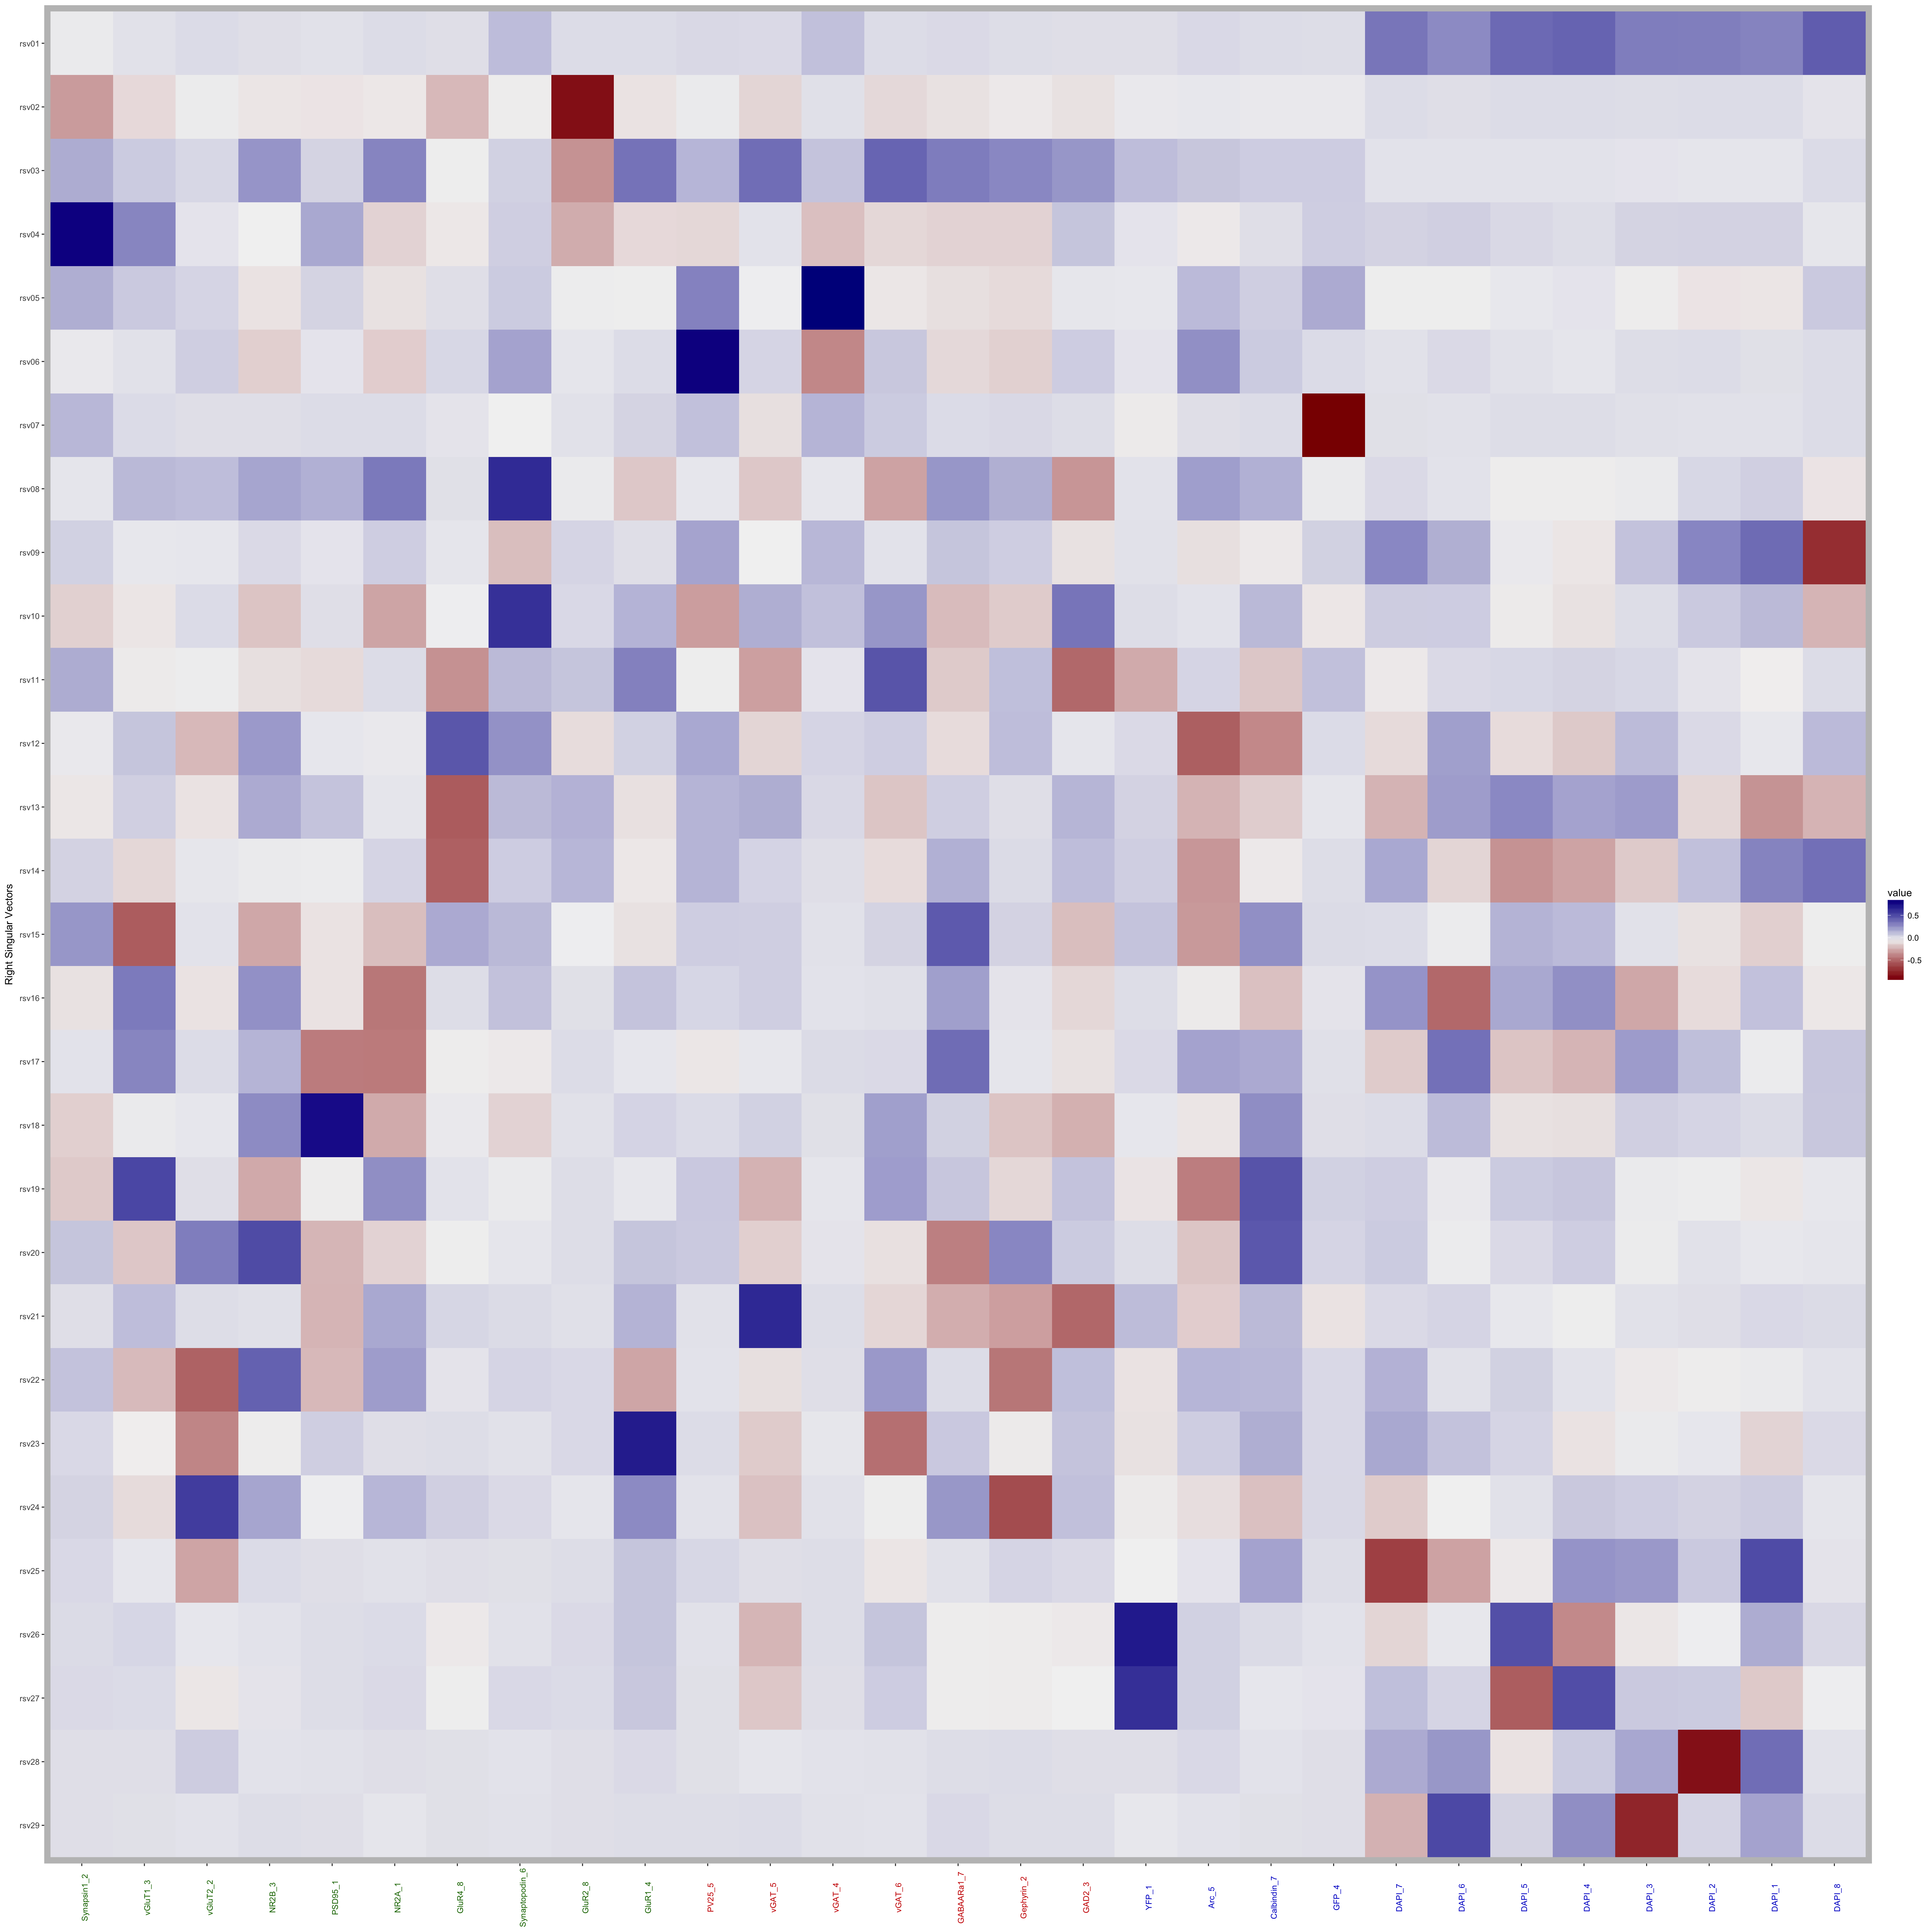 Right Singular Vectors
rsv01
rsv02
rsv03
rsv04
rsv05
rsv06
rsv07
rsv08
rsv09
rsv10
rsv11
rsv12
rsv13
rsv14
rsv15
rsv16
rsv17
rsv18
rsv19
rsv20
rsv21
rsv22
rsv23
rsv24
rsv25
rsv26
rsv27
rsv28
rsv29
Synapsin1_2
vGluT1_3
vGluT2_2
NR2B_3
PSD95_1
NR2A_1
GluR4_8
Synaptopodin_6
GluR2_8
GluR1_4
PV25_5
vGAT_5
vGAT_4
vGAT_6
GABAARa1_7
Gephyrin_2
GAD2_3
YFP_1
Arc_5
Calbindin_7
GFP_4
DAPI_7
DAPI_6
DAPI_5
DAPI_4
DAPI_3
DAPI_2
DAPI_1
DAPI_8
value
0.5
0.0
-0.5